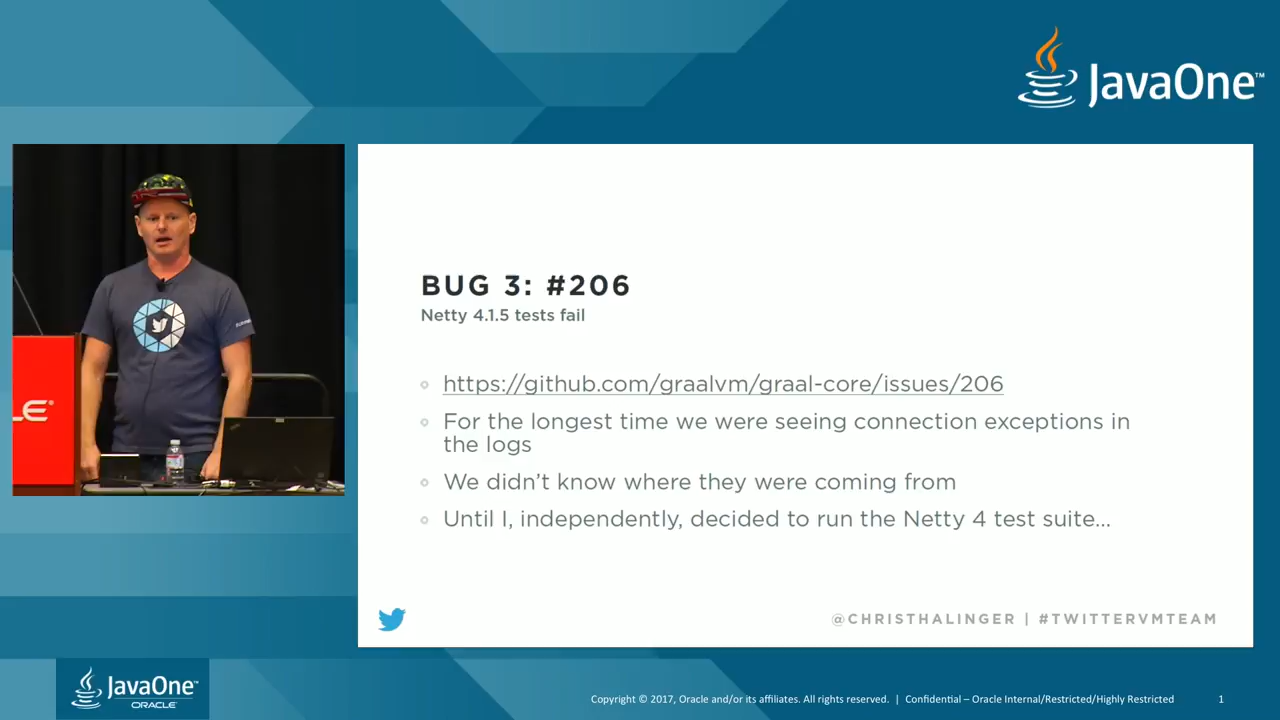 JavaOne™
LE®
BUG 3: #206
Netty 4.1.5 tests fail
https://github.com/graalvm/graal-core/issues/206
For the longest time we were seeing connection exceptions in
the logs
We didn’t know where they were coming from
Until I, independently, decided to run the Netty 4 test suite…
@CHRISTHALINGER | #TWITTERVMTEAM
JavaOne™
ORACLE®
Copyright © 2017, Oracle and/or its affiliates. All rights reserved. | Confidential – Oracle Internal/Restricted/Highly Restricted 1